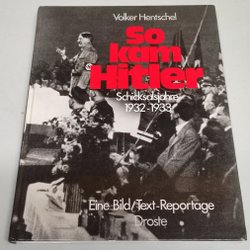 Volker Hentschel
so
kam
Hitler
Schicksalsjahre
1932-1933
Eine Bild/Text-Reportage
Droste